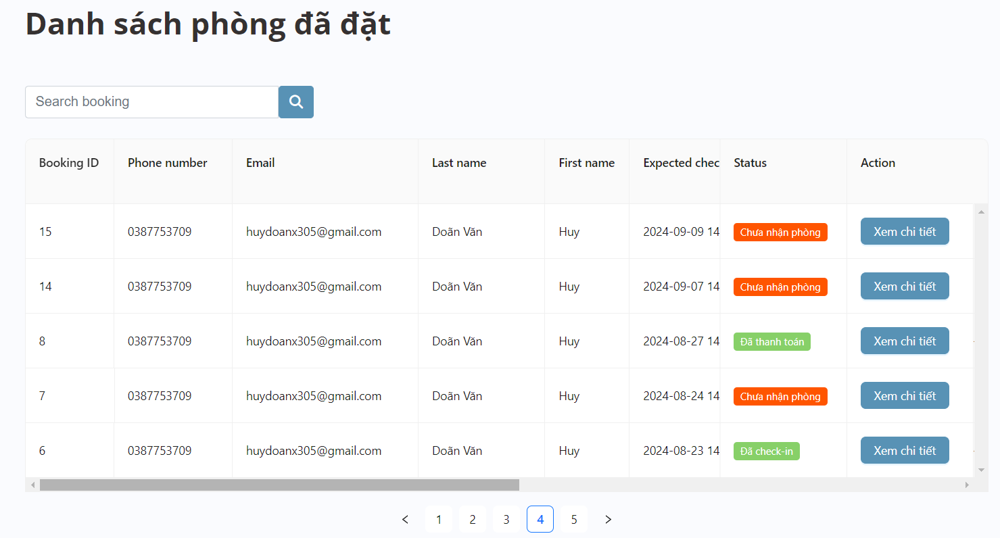 Danh sách phòng đã đặt
Search booking
Booking ID Phone number Email Last name First name Expected chec Status Action
15 0387753709 huydoanx305@gmail.com Doãn Văn Huy 2024-09-09 14 Chưa nhận phòng Xem chi tiết
14 0387753709 huydoanx305@gmail.com Doãn Văn Huy 2024-09-07 14 Chưa nhận phòng Xem chi tiết
8 0387753709 huydoanx305@gmail.com Doãn Văn Huy 2024-08-27 14 Đã thanh toán Xem chi tiết
7 0387753709 huydoanx305@gmail.com Doãn Văn Huy 2024-08-24 14 Chưa nhận phòng Xem chi tiết
6 0387753709 huydoanx305@gmail.com Doãn Văn Huy 2024-08-23 14 Đã check-in Xem chi tiết
< 1 2 3 4 5 >